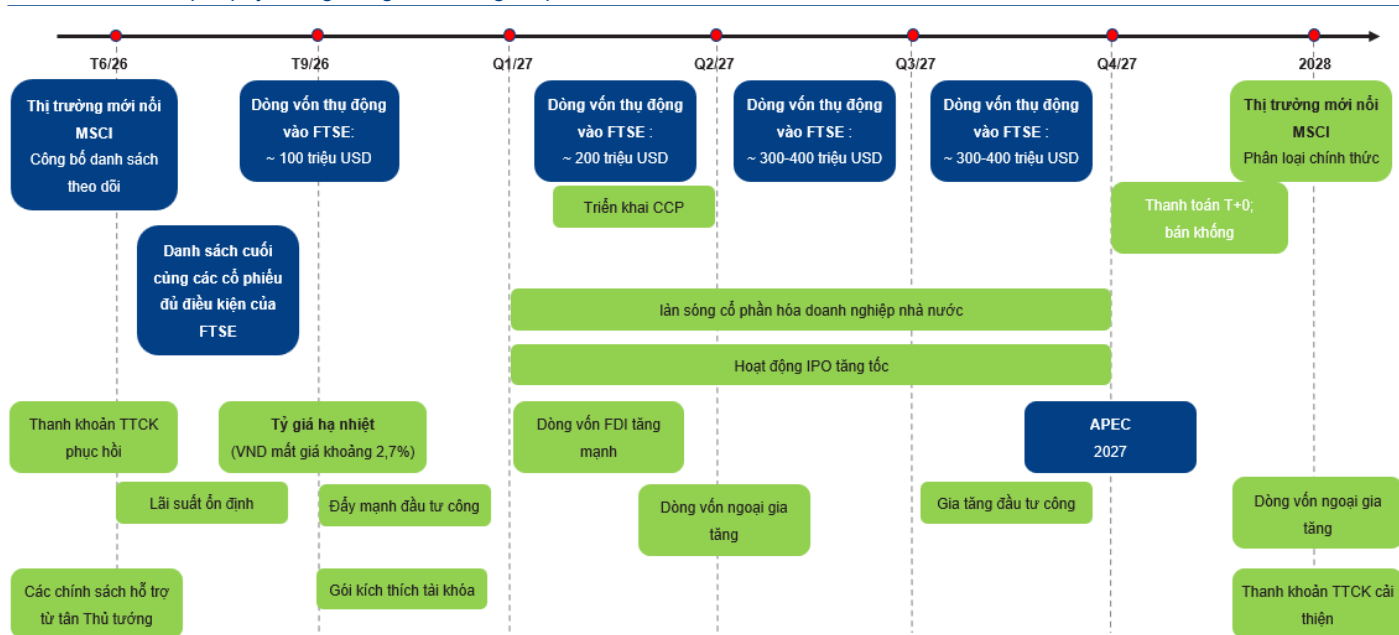 T6/26
T9/26
Q1/27
Q2/27
Q3/27
Q4/27
2028
Thị trường mới nổi
MSCI
Công bố danh sách
theo dõi
Dòng vốn thụ động
vào FTSE:
~ 100 triệu USD
Dòng vốn thụ động
vào FTSE :
~ 200 triệu USD
Dòng vốn thụ động
vào FTSE :
~ 300-400 triệu USD
Dòng vốn thụ động
vào FTSE :
~ 300-400 triệu USD
Thị trường mới nổi
MSCI
Phân loại chính thức
Triển khai CCP
Thanh toán T+0;
bán khống
Danh sách cuối
cùng các cổ phiếu
đủ điều kiện của
FTSE
làn sóng cổ phần hóa doanh nghiệp nhà nước
Hoạt động IPO tăng tốc
Thanh khoản TTCK
phục hồi
Tỷ giá hạ nhiệt
(VND mất giá khoảng 2,7%)
Dòng vốn FDI tăng
mạnh
APEC
2027
Lãi suất ổn định
Đẩy mạnh đầu tư công
Dòng vốn ngoại gia
tăng
Gia tăng đầu tư công
Dòng vốn ngoại gia
tăng
Các chính sách hỗ trợ
từ tân Thủ tướng
Gói kích thích tài khóa
Thanh khoản TTCK cải
thiện